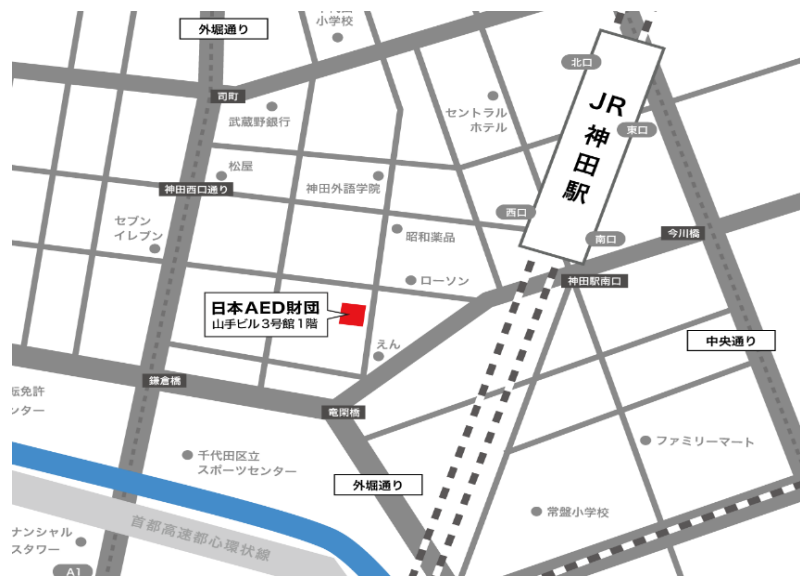 千代田
小学校
外堀通り
北口
JR
神田駅
司町
武蔵野銀行
セントラル
ホテル
東口
松屋
神田西口通り
神田外語学院
西口
セブン
イレブン
昭和薬品
南口
今川橋
ローソン
神田駅南口
日本AED財団
山手ビル3号館1階
えん
中央通り
鎌倉橋
転免許
ンター
竜閑橋
千代田区立
スポーツセンター
ファミリーマート
外堀通り
常盤小学校
首都高速都心環状線
ナンシャル
スタワー
A1